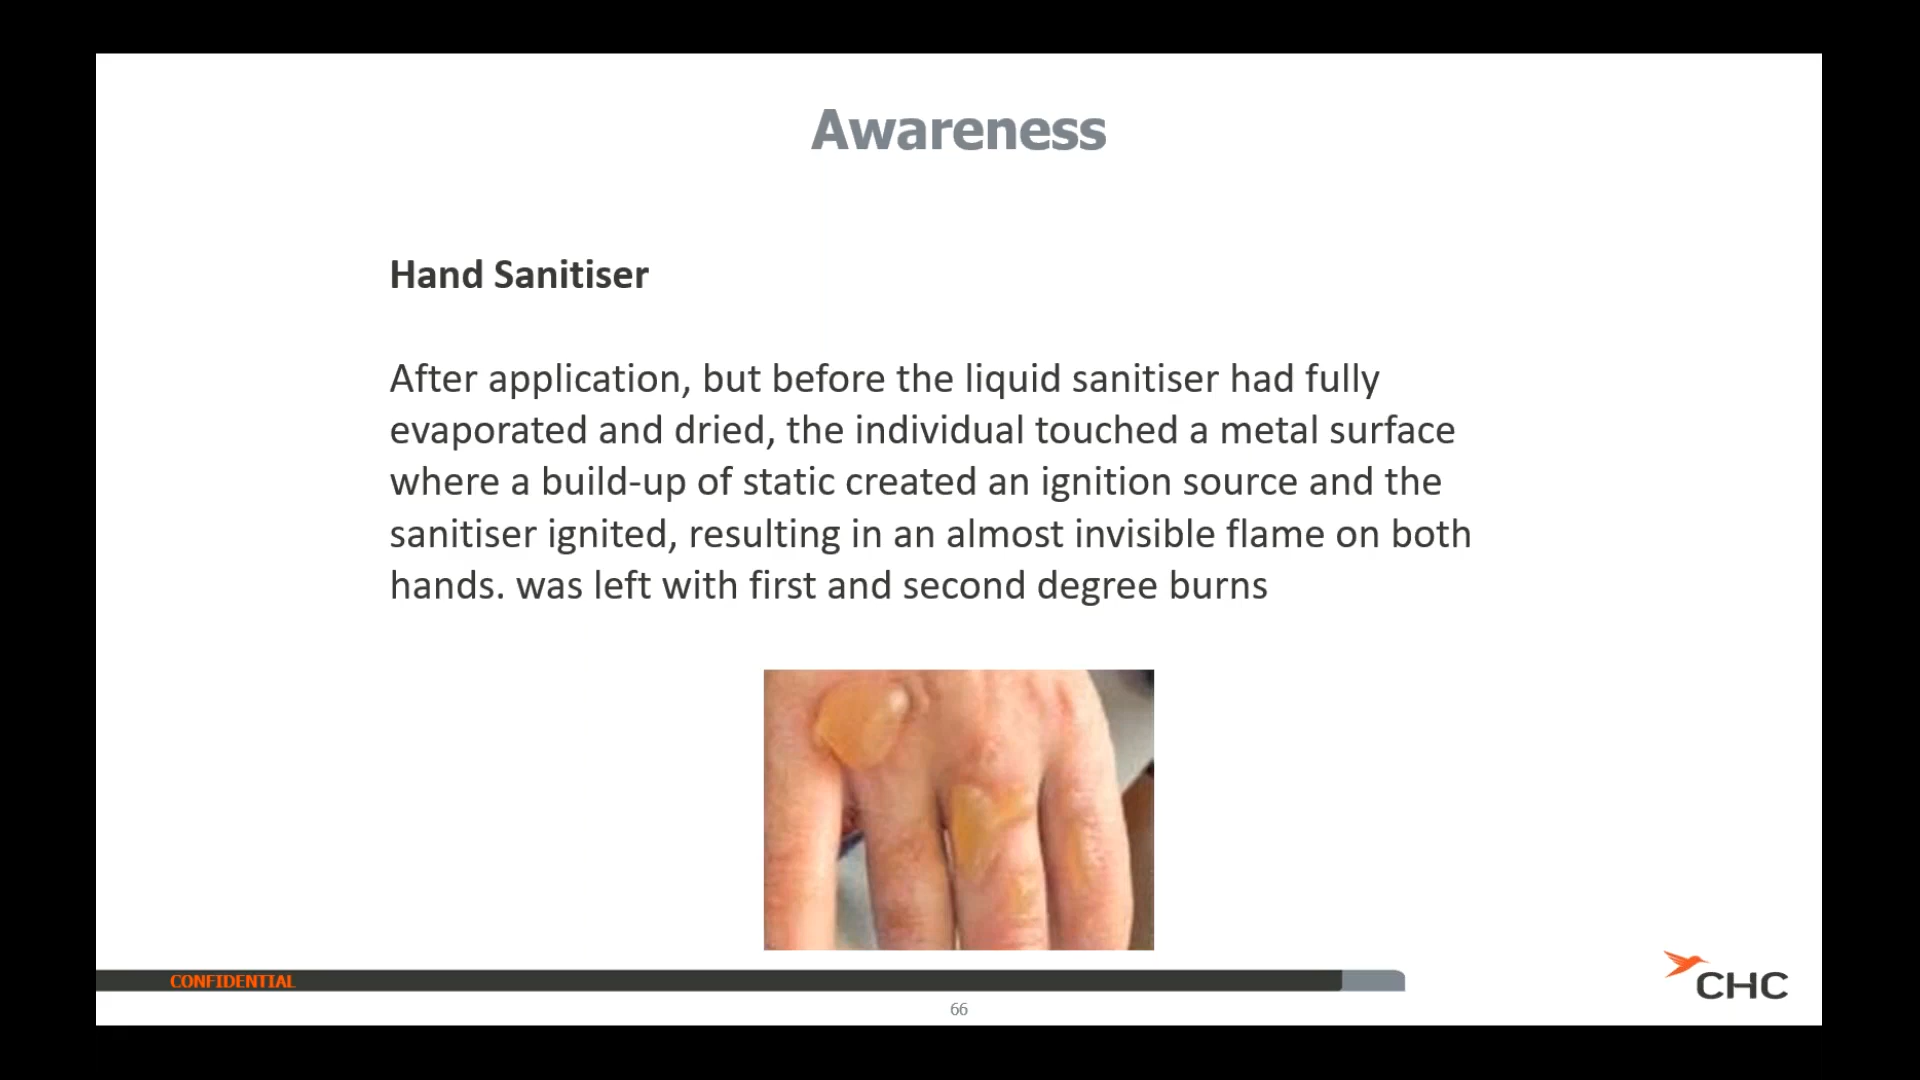 Awareness
Hand Sanitiser
After application, but before the liquid sanitiser had fully
evaporated and dried, the individual touched a metal surface
where a build-up of static created an ignition source and the
sanitiser ignited, resulting in an almost invisible flame on both
hands. was left with first and second degree burns
CONFIDENTIAL
CHC
66